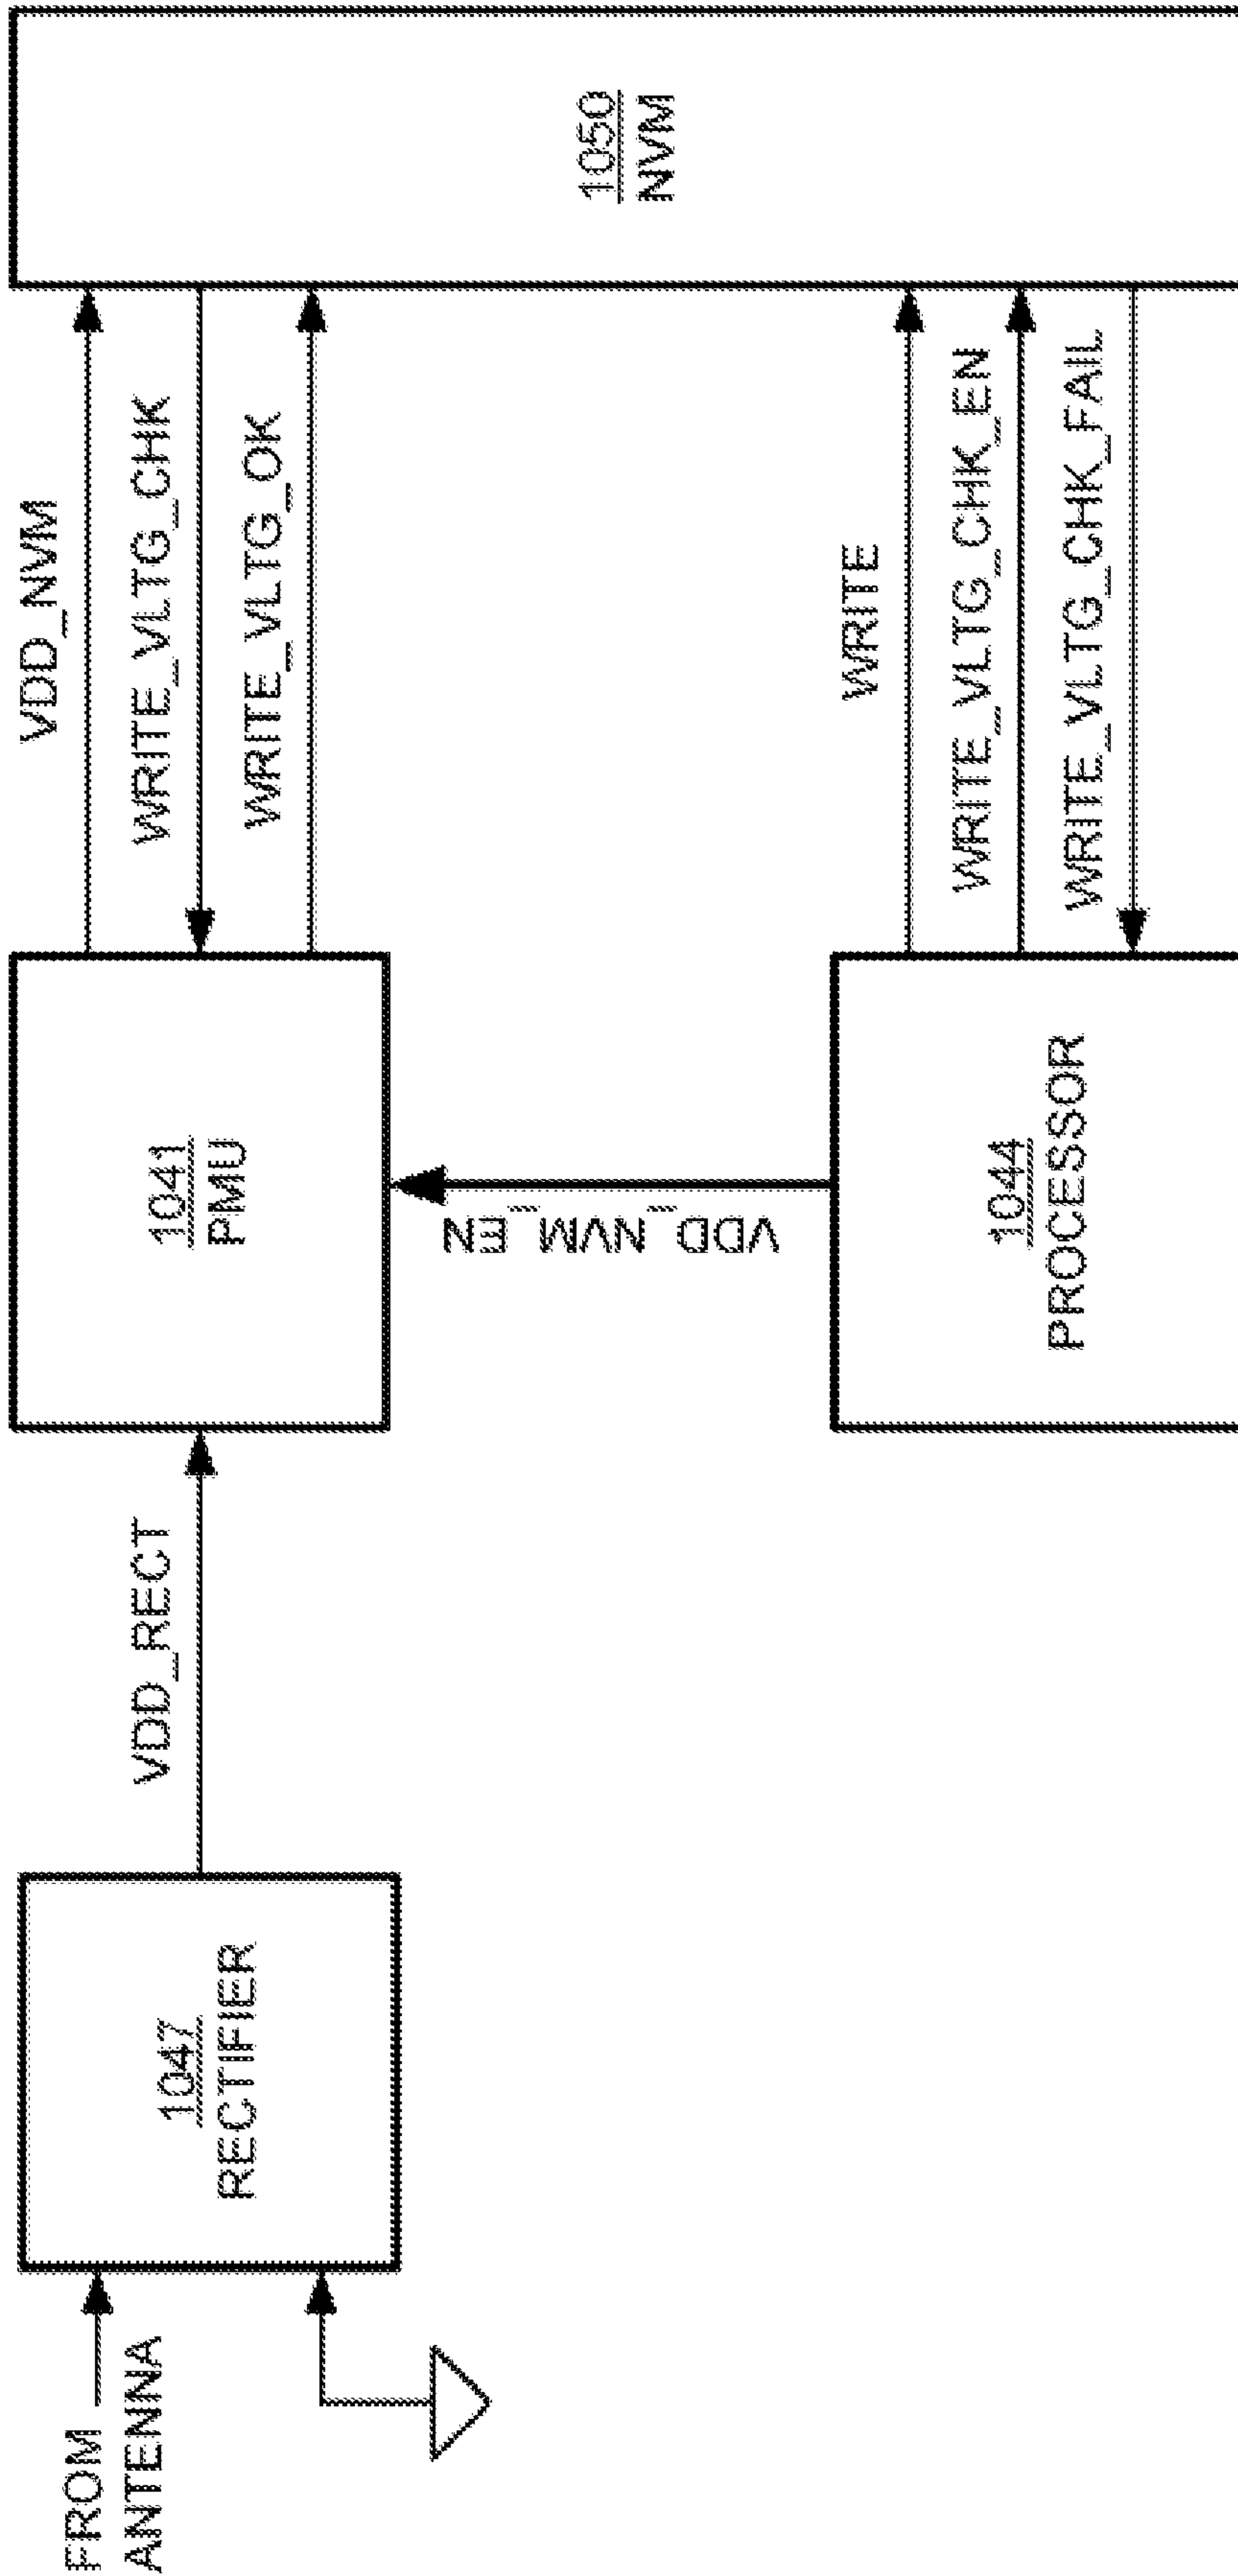 FROM
ANTENNA
1047
RECTIFIER
VDD_RECT
1041
PMU
VDD_NVM_EN
1044
PROCESSOR
VDD_NVM
WRITE_VLTG_CHK
WRITE_VLTG_OK
WRITE
WRITE_VLTG_CHK_EN
WRITE_VLTG_CHK_FAIL
1050
NVM